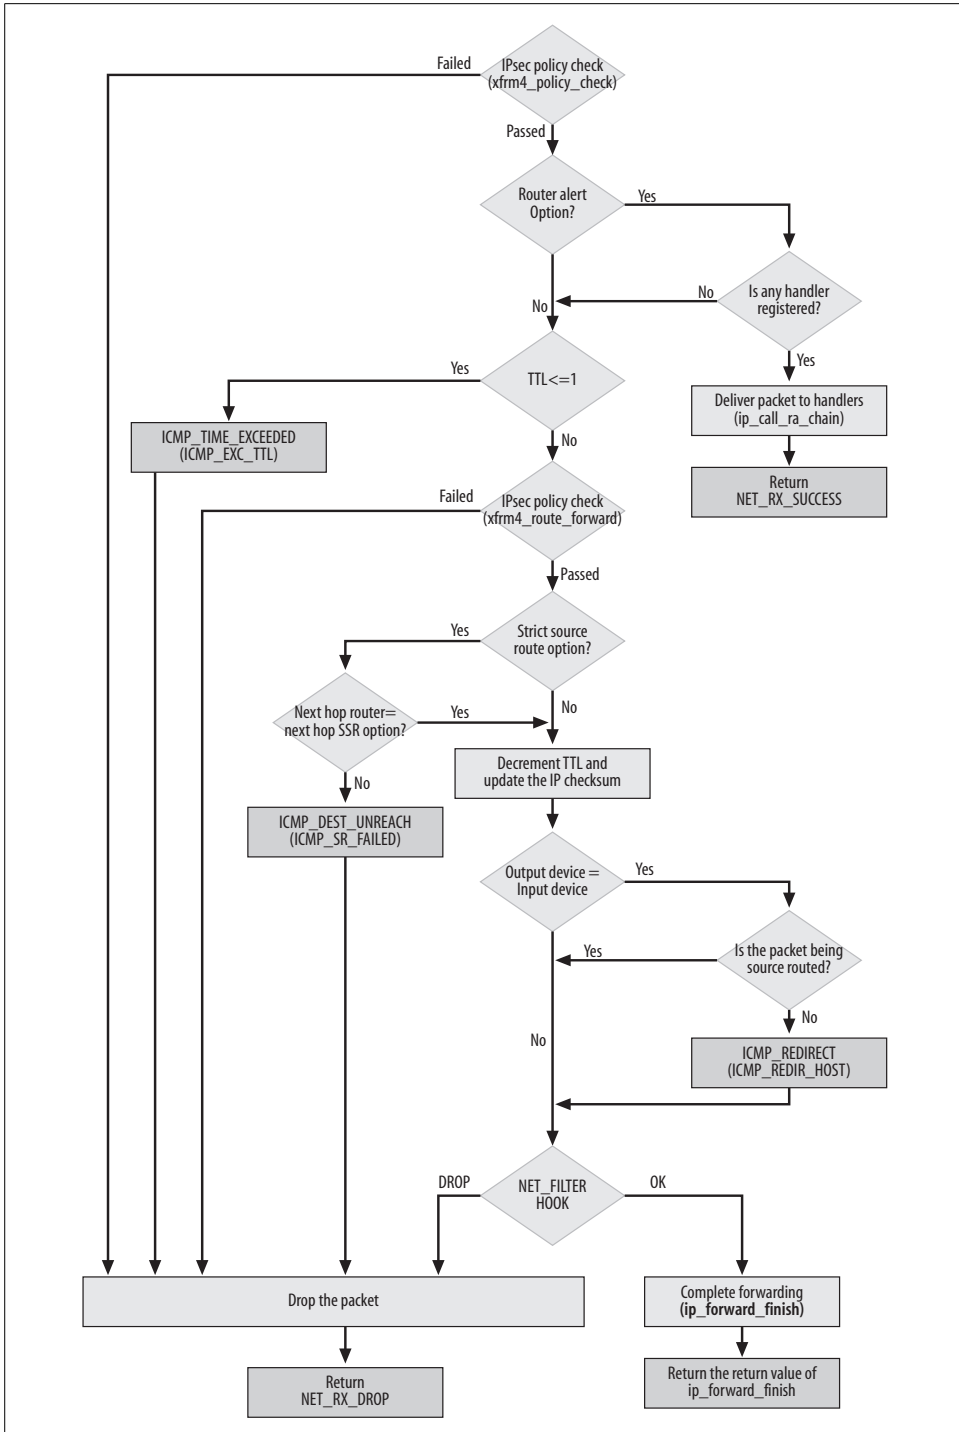 Failed
IPsec policy check
(xfrm4_policy_check)
Passed
Router alert
Option?
Yes
No
Is any handler
registered?
No
Yes
TTL<=1
Yes
Deliver packet to handlers
(ip_call_ra_chain)
ICMP_TIME_EXCEEDED
(ICMP_EXC_TTL)
No
Return
NET_RX_SUCCESS
Failed
IPsec policy check
(xfrm4_route_forward)
Passed
Yes
Strict source
route option?
Next hop router=
next hop SSR option?
Yes
No
Decrement TTL and
update the IP checksum
No
ICMP_DEST_UNREACH
(ICMP_SR_FAILED)
Output device =
Input device
Yes
Yes
Is the packet being
source routed?
No
No
ICMP_REDIRECT
(ICMP_REDIR_HOST)
DROP
NET_FILTER
HOOK
OK
Drop the packet
Complete forwarding
(ip_forward_finish)
Return
NET_RX_DROP
Return the return value of
ip_forward_finish